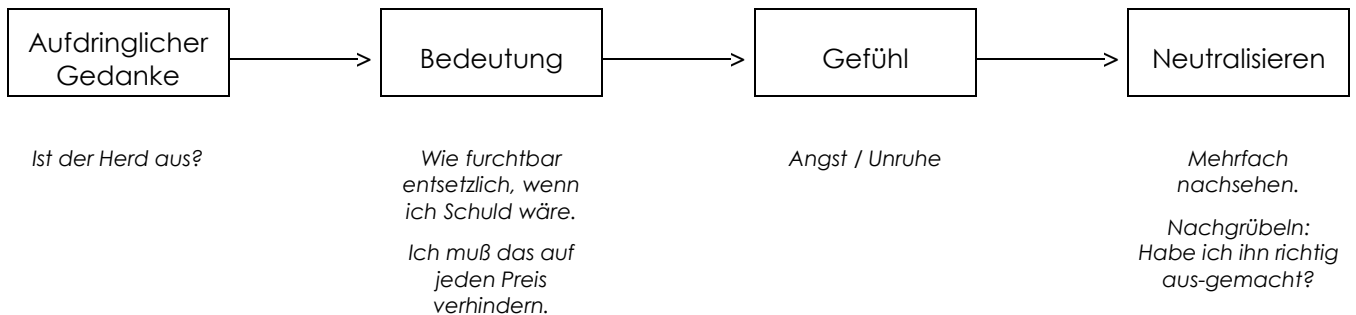 Aufdringlicher
Gedanke
Bedeutung
Gefühl
Neutralisieren
Ist der Herd aus?
Wie furchtbar
entsetzlich, wenn
ich Schuld wäre.
Ich muß das auf
jeden Preis
verhindern.
Angst / Unruhe
Mehrfach
nachsehen.
Nachgrübeln:
Habe ich ihn richtig
aus-gemacht?